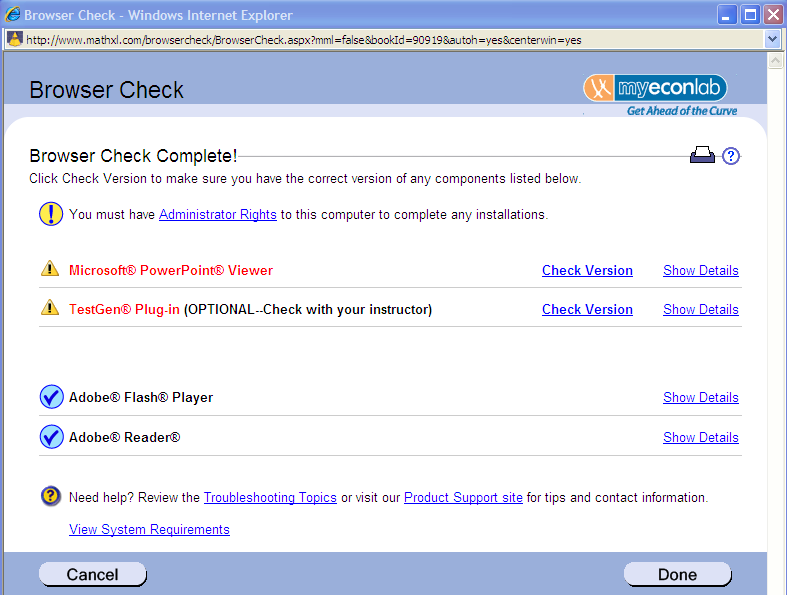 Browser Check - Windows Internet Explorer
http://www.mathxl.com/browsercheck/BrowserCheck.aspx?mml=false&bookId=90919&autoh=yes&centerwin=yes
Browser Check
myeconlab
Get Ahead of the Curve
Browser Check Complete!
Click Check Version to make sure you have the correct version of any components listed below.
You must have Administrator Rights to this computer to complete any installations.
Microsoft® PowerPoint® Viewer Check Version Show Details
TestGen® Plug-in (OPTIONAL--Check with your instructor) Check Version Show Details
Adobe® Flash® Player Show Details
Adobe® Reader® Show Details
Need help? Review the Troubleshooting Topics or visit our Product Support site for tips and contact information.
View System Requirements
Cancel Done